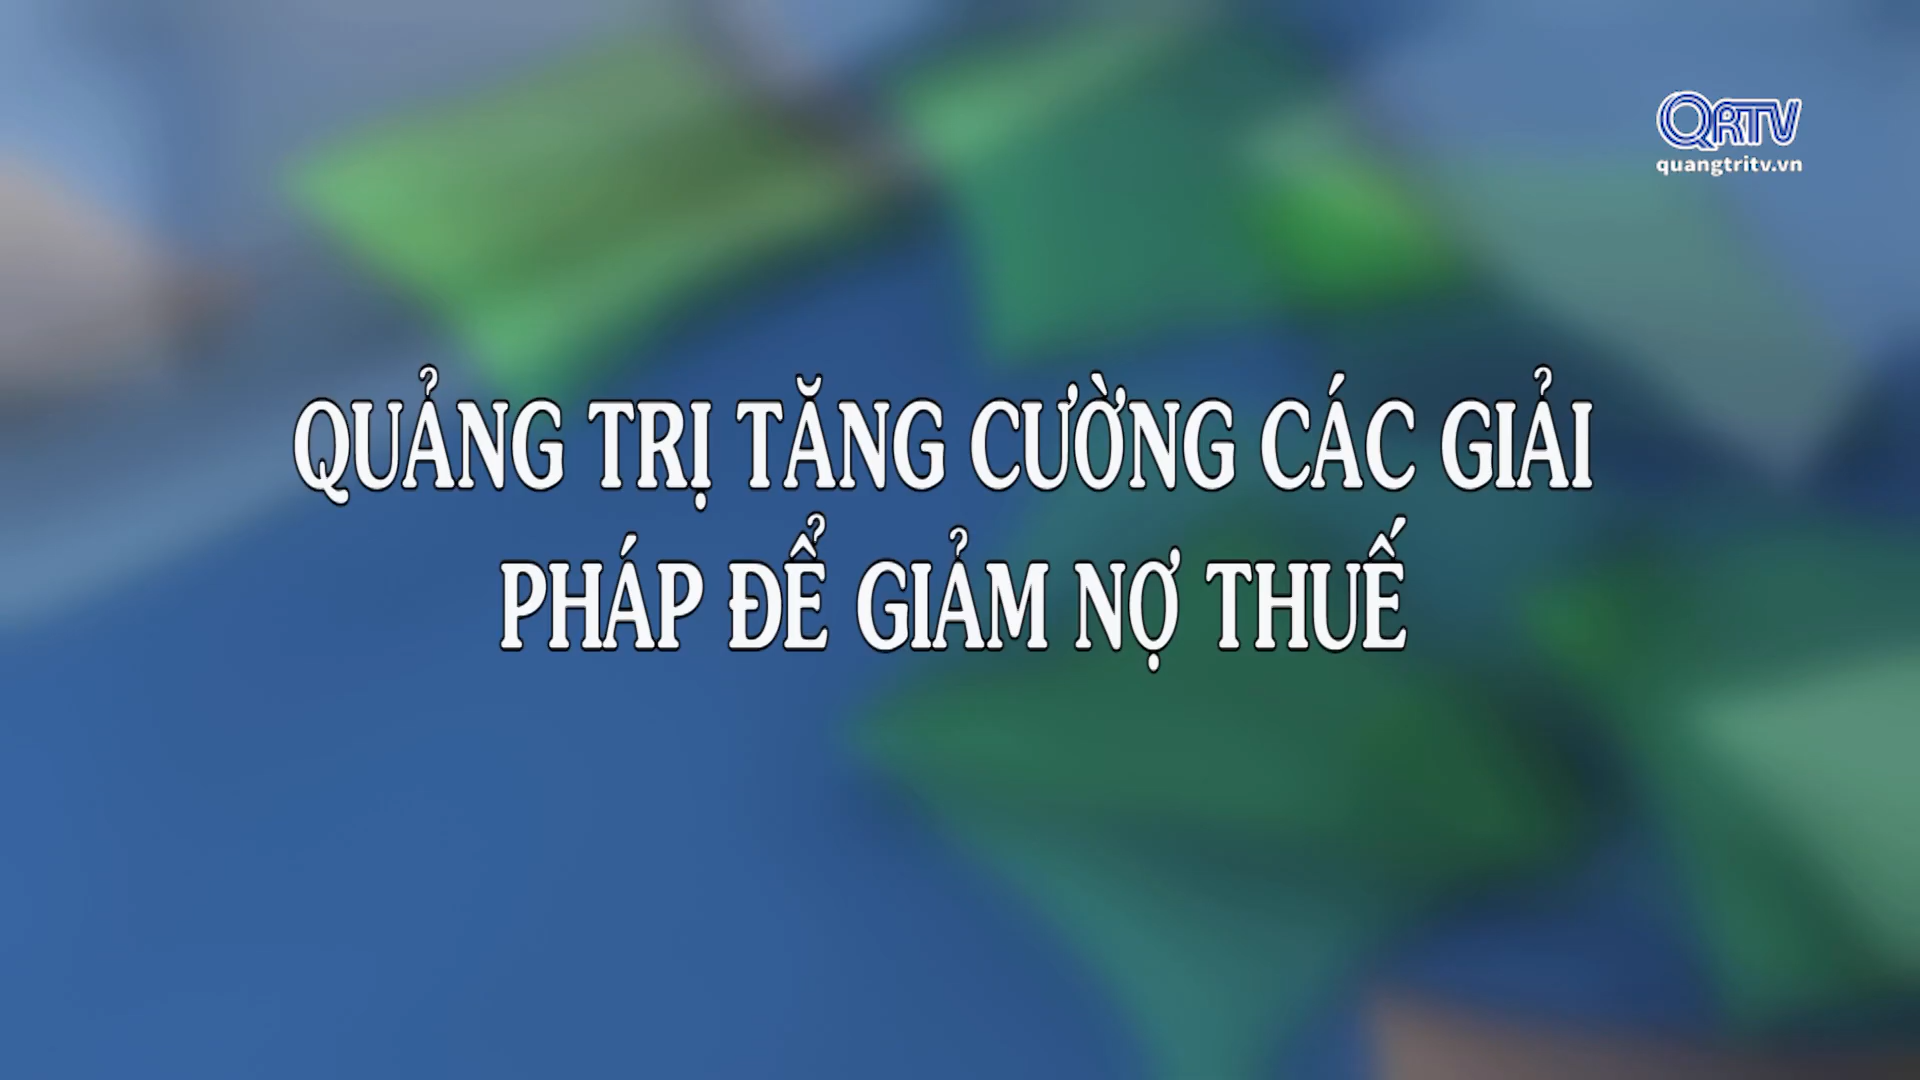 QRTV
quangtritv.vn
QUẢNG TRỊ TĂNG CƯỜNG CÁC GIẢI
PHÁP ĐỂ GIẢM NỢ THUẾ